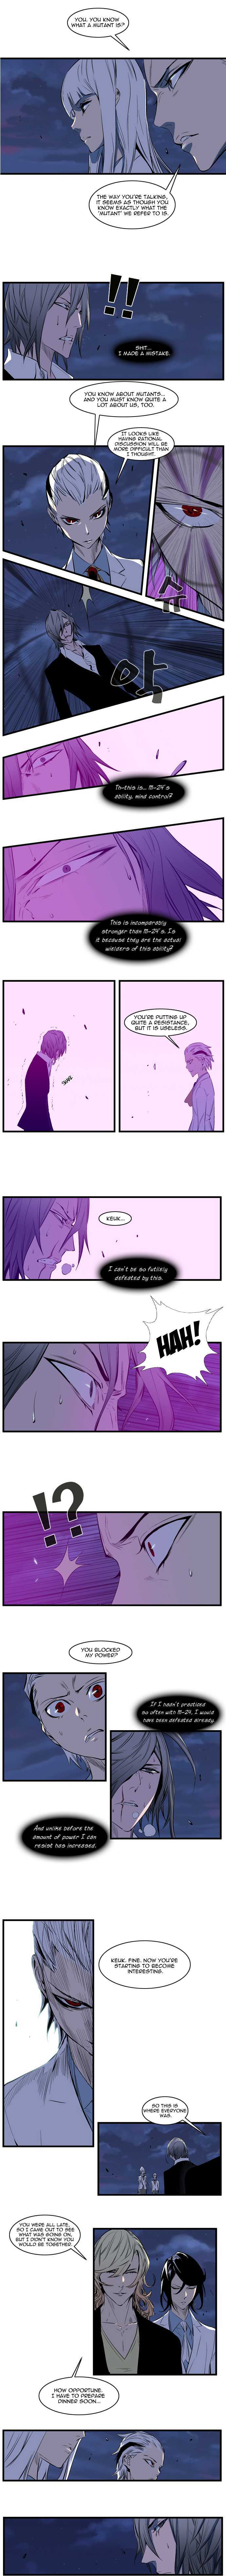 YOU, YOU KNOW
WHAT A MUTANT IS?
THE WAY YOU'RE TALKING,
IT SEEMS AS THOUGH YOU
KNOW EXACTLY WHAT THE
'MUTANT' WE REFER TO IS.
!!
SHIT...
I MADE A MISTAKE.
YOU KNOW ABOUT MUTANTS...
AND YOU MUST KNOW QUITE A
LOT ABOUT US, TOO.
IT LOOKS LIKE
HAVING RATIONAL
DISCUSSION WILL BE
MORE DIFFICULT THAN
I THOUGHT.
슈
악
Th-this is... M-24's
ability, mind control?
This is incomparably
stronger than M-24's. Is
it because they are the actual
wielders of this ability?
YOU'RE PUTTING UP
QUITE A RESISTANCE,
BUT IT IS USELESS.
SHAKE
KEUK...
I can't be so futilely
defeated by this.
HAH!
!?
YOU BLOCKED
MY POWER?
If I hadn't practiced
so often with M-24, I would
have been defeated already
And unlike before the
amount of power I can
resist has increased.
KEUK. FINE. NOW YOU'RE
STARTING TO BECOME
INTERESTING.
SO THIS IS
WHERE EVERYONE
WAS.
YOU WERE ALL LATE,
SO I CAME OUT TO SEE
WHAT WAS GOING ON,
BUT I DIDN'T KNOW YOU
WOULD BE TOGETHER.
HOW OPPORTUNE.
I HAVE TO PREPARE
DINNER SOON...